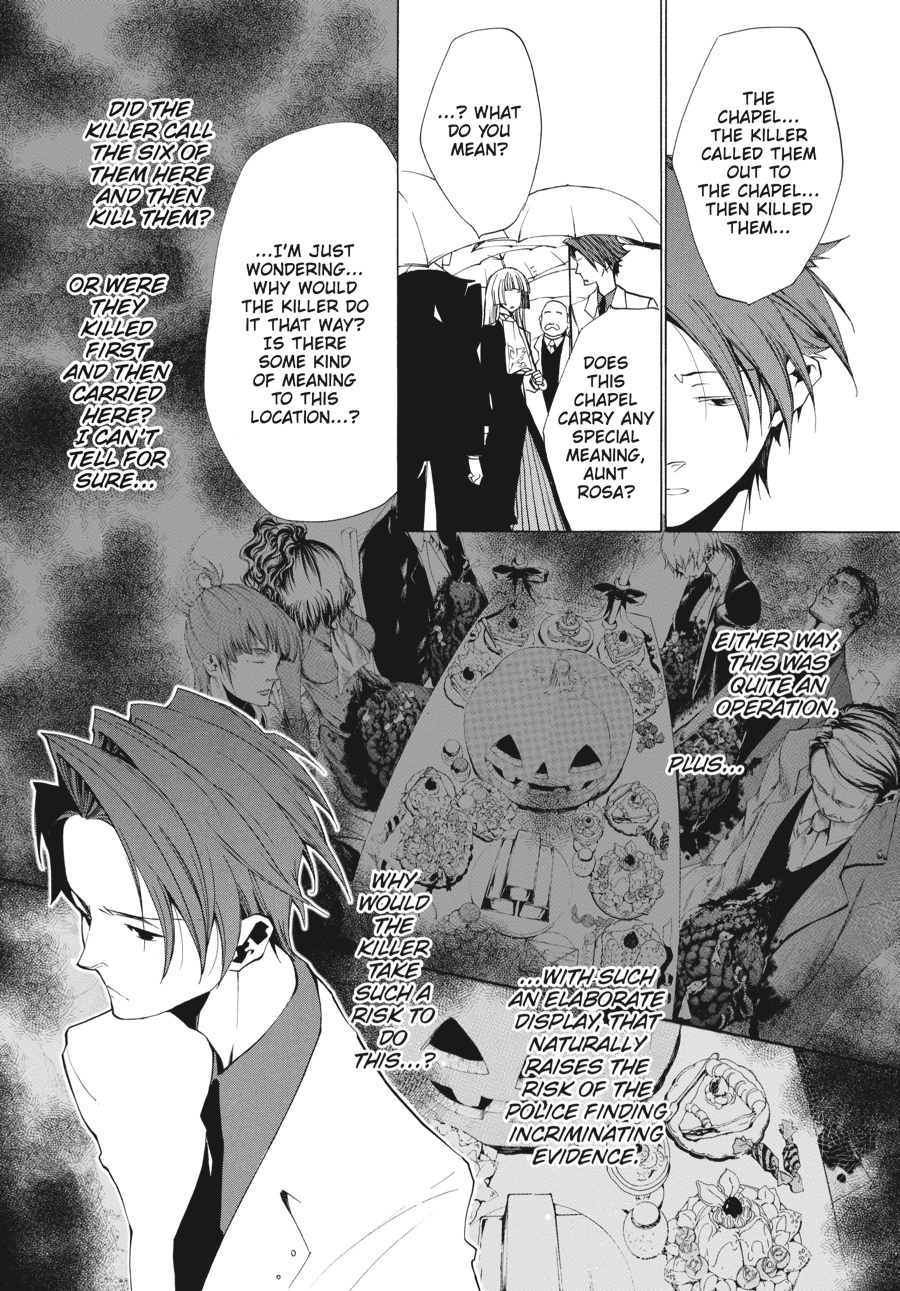 THE
CHAPEL...
THE KILLER
CALLED THEM
OUT TO
THE CHAPEL...
THEN KILLED
THEM...
...? WHAT
DO YOU
MEAN?
DOES
THIS
CHAPEL
CARRY ANY
SPECIAL
MEANING,
AUNT
ROSA?
...I'M JUST
WONDERING...
WHY WOULD
THE KILLER DO
IT THAT WAY?
IS THERE
SOME KIND
OF MEANING
TO THIS
LOCATION...?
DID THE
KILLER CALL
THE SIX OF
THEM HERE
AND THEN
KILL THEM?
OR WERE
THEY
KILLED
FIRST
AND THEN
CARRIED
HERE?
I CAN'T
TELL FOR
SURE...
EITHER WAY,
THIS WAS
QUITE AN
OPERATION.
PLUS...
...WITH SUCH
AN ELABORATE
DISPLAY, THAT
NATURALLY
RAISES THE
RISK OF THE
POLICE FINDING
INCRIMINATING
EVIDENCE.
WHY
WOULD
THE
KILLER
TAKE
SUCH A
RISK TO
DO
THIS...?